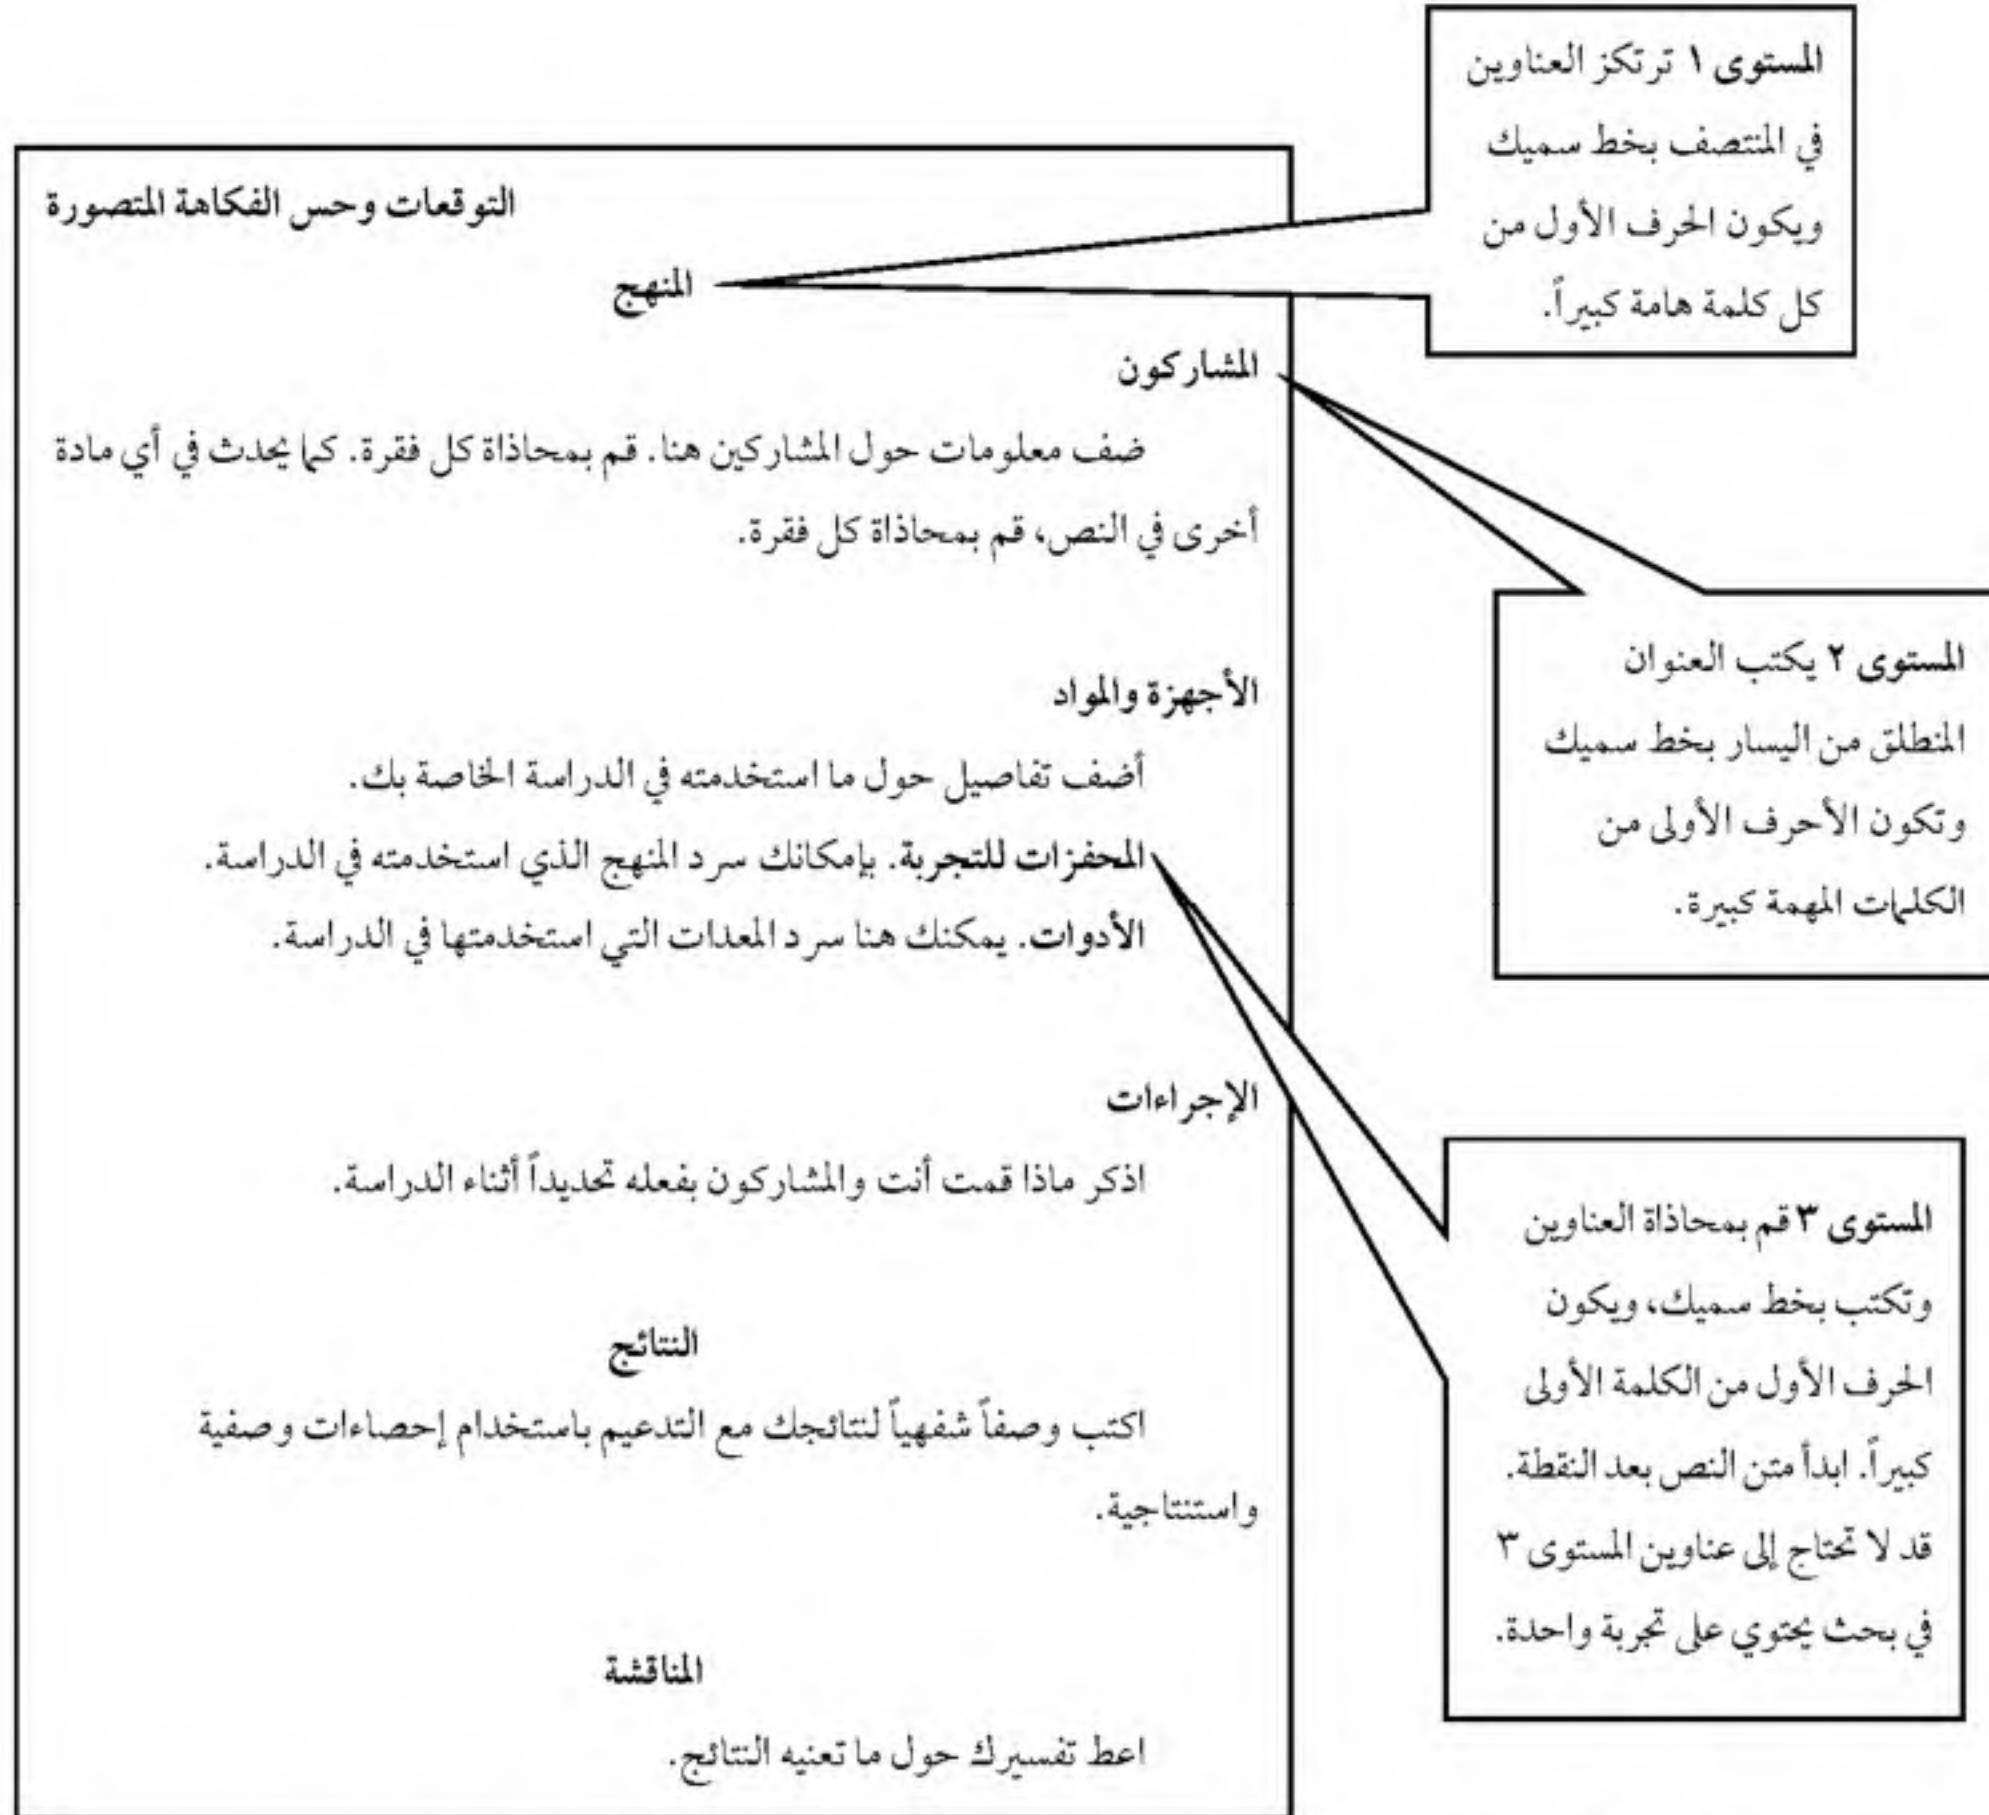 المستوى ١ ترتكز العناوين
في المنتصف بخط سميك
ويكون الحرف الأول من
كل كلمة هامة كبيراً.
التوقعات وحس الفكاهة المتصورة
المنهج
المشاركون
ضف معلومات حول المشاركين هنا. قم بمحاذاة كل فقرة. كما يحدث في أي مادة
أخرى في النص، قم بمحاذاة كل فقرة.
المستوى ٢ يكتب العنوان
المنطلق من اليسار بخط سميك
وتكون الأحرف الأولى من
الكلمات المهمة كبيرة.
الأجهزة والمواد
أضف تفاصيل حول ما استخدمته في الدراسة الخاصة بك.
المحفزات للتجربة. بإمكانك سرد المنهج الذي استخدمته في الدراسة.
الأدوات. يمكنك هنا سرد المعدات التي استخدمتها في الدراسة.
الإجراءات
اذكر ماذا قمت أنت والمشاركون بفعله تحديداً أثناء الدراسة.
المستوى ٣ قم بمحاذاة العناوين
وتكتب بخط سميك، ويكون
الحرف الأول من الكلمة الأولى
كبيراً. ابدأ متن النص بعد النقطة.
قد لا تحتاج إلى عناوين المستوى ٣
في بحث يحتوي على تجربة واحدة.
النتائج
اكتب وصفاً شفهياً لنتائجك مع التدعيم باستخدام إحصاءات وصفية
واستنتاجية.
المناقشة
اعط تفسيرك حول ما تعنيه النتائج.